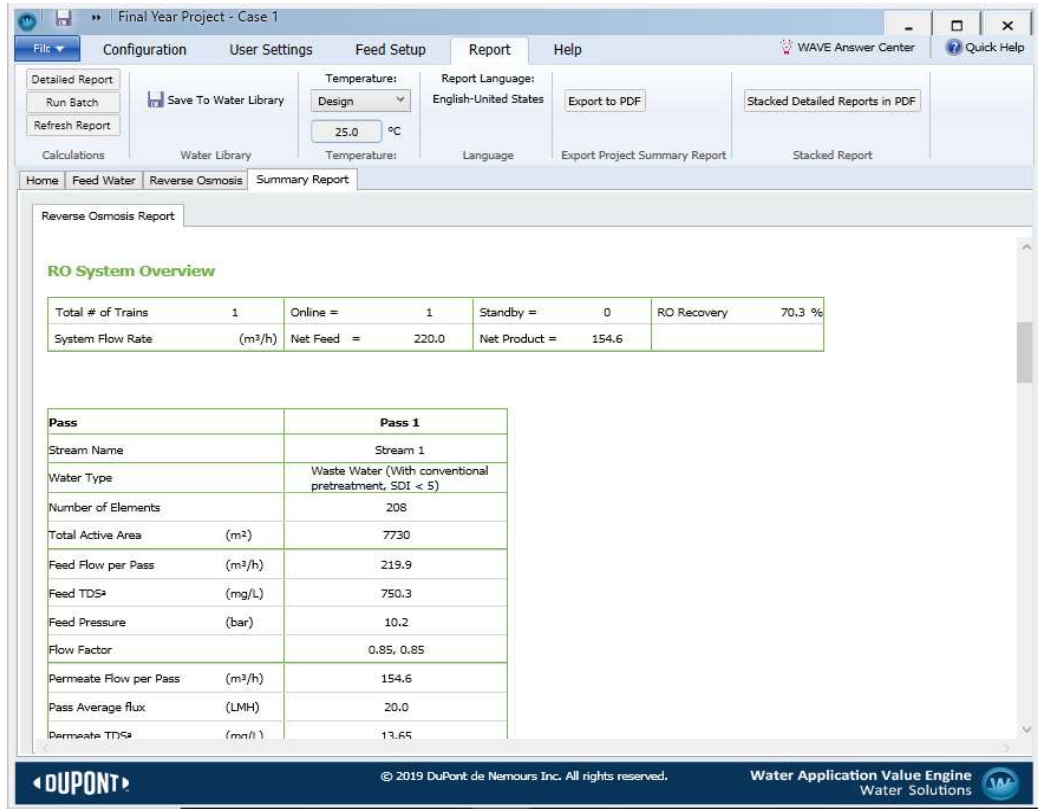 Final Year Project - Case 1
File Configuration User Settings Feed Setup Report Help WAVE Answer Center Quick Help
Detailed Report
Run Batch
Refresh Report
Calculations
Save To Water Library
Water Library
Temperature:
Design
25.0 °C
Temperature:
Report Language:
English-United States
Language
Export to PDF
Export Project Summary Report
Stacked Detailed Reports in PDF
Stacked Report
Home Feed Water Reverse Osmosis Summary Report
Reverse Osmosis Report
RO System Overview
Total # of Trains 1 Online = 1 Standby = 0 RO Recovery 70.3 %
System Flow Rate (m³/h) Net Feed = 220.0 Net Product = 154.6
Pass Pass 1
Stream Name Stream 1
Water Type Waste Water (With conventional
pretreatment, SDI < 5)
Number of Elements 208
Total Active Area (m²) 7730
Feed Flow per Pass (m³/h) 219.9
Feed TDSᵃ (mg/L) 750.3
Feed Pressure (bar) 10.2
Flow Factor 0.85, 0.85
Permeate Flow per Pass (m³/h) 154.6
Pass Average flux (LMH) 20.0
Permeate TDSᵃ (mg/L) 13.65
DUPONT
© 2019 DuPont de Nemours Inc. All rights reserved.
Water Application Value Engine
Water Solutions
W